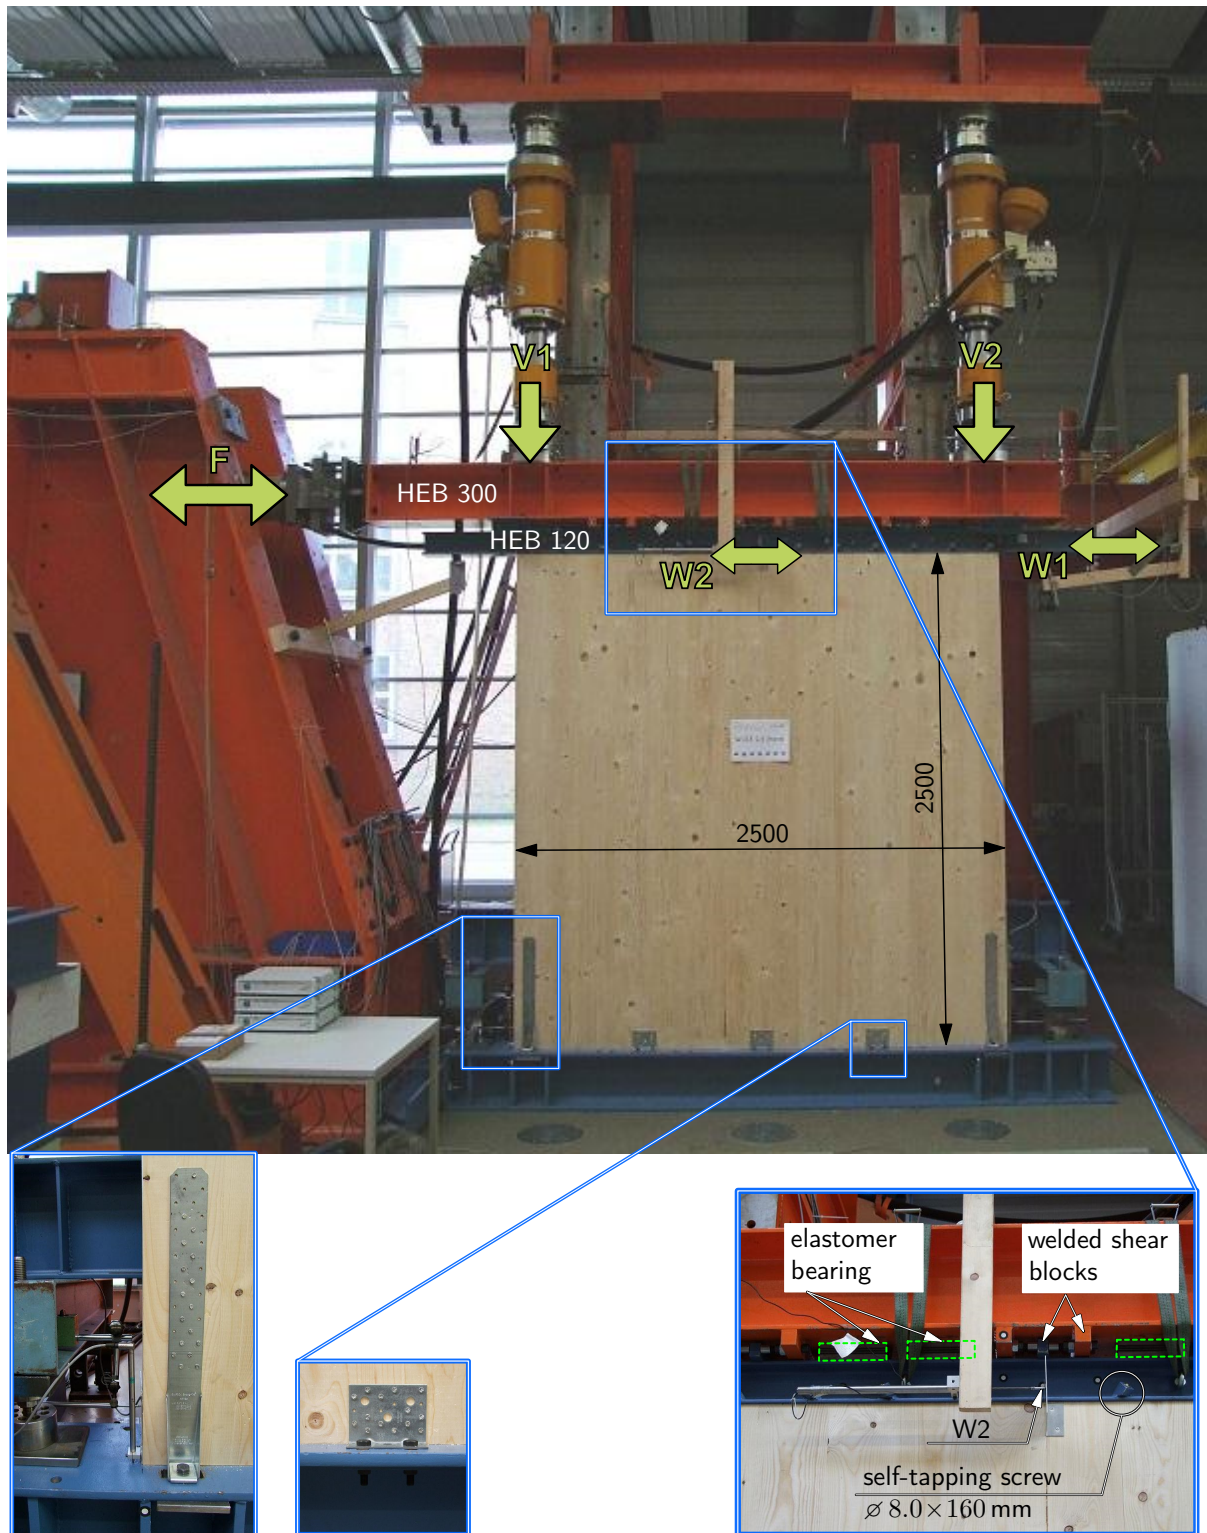 V1
V2
F
HEB 300
HEB 120
W2
W1
2500
2500
elastomer
bearing
welded shear
blocks
W2
self-tapping screw
⌀ 8.0×160 mm